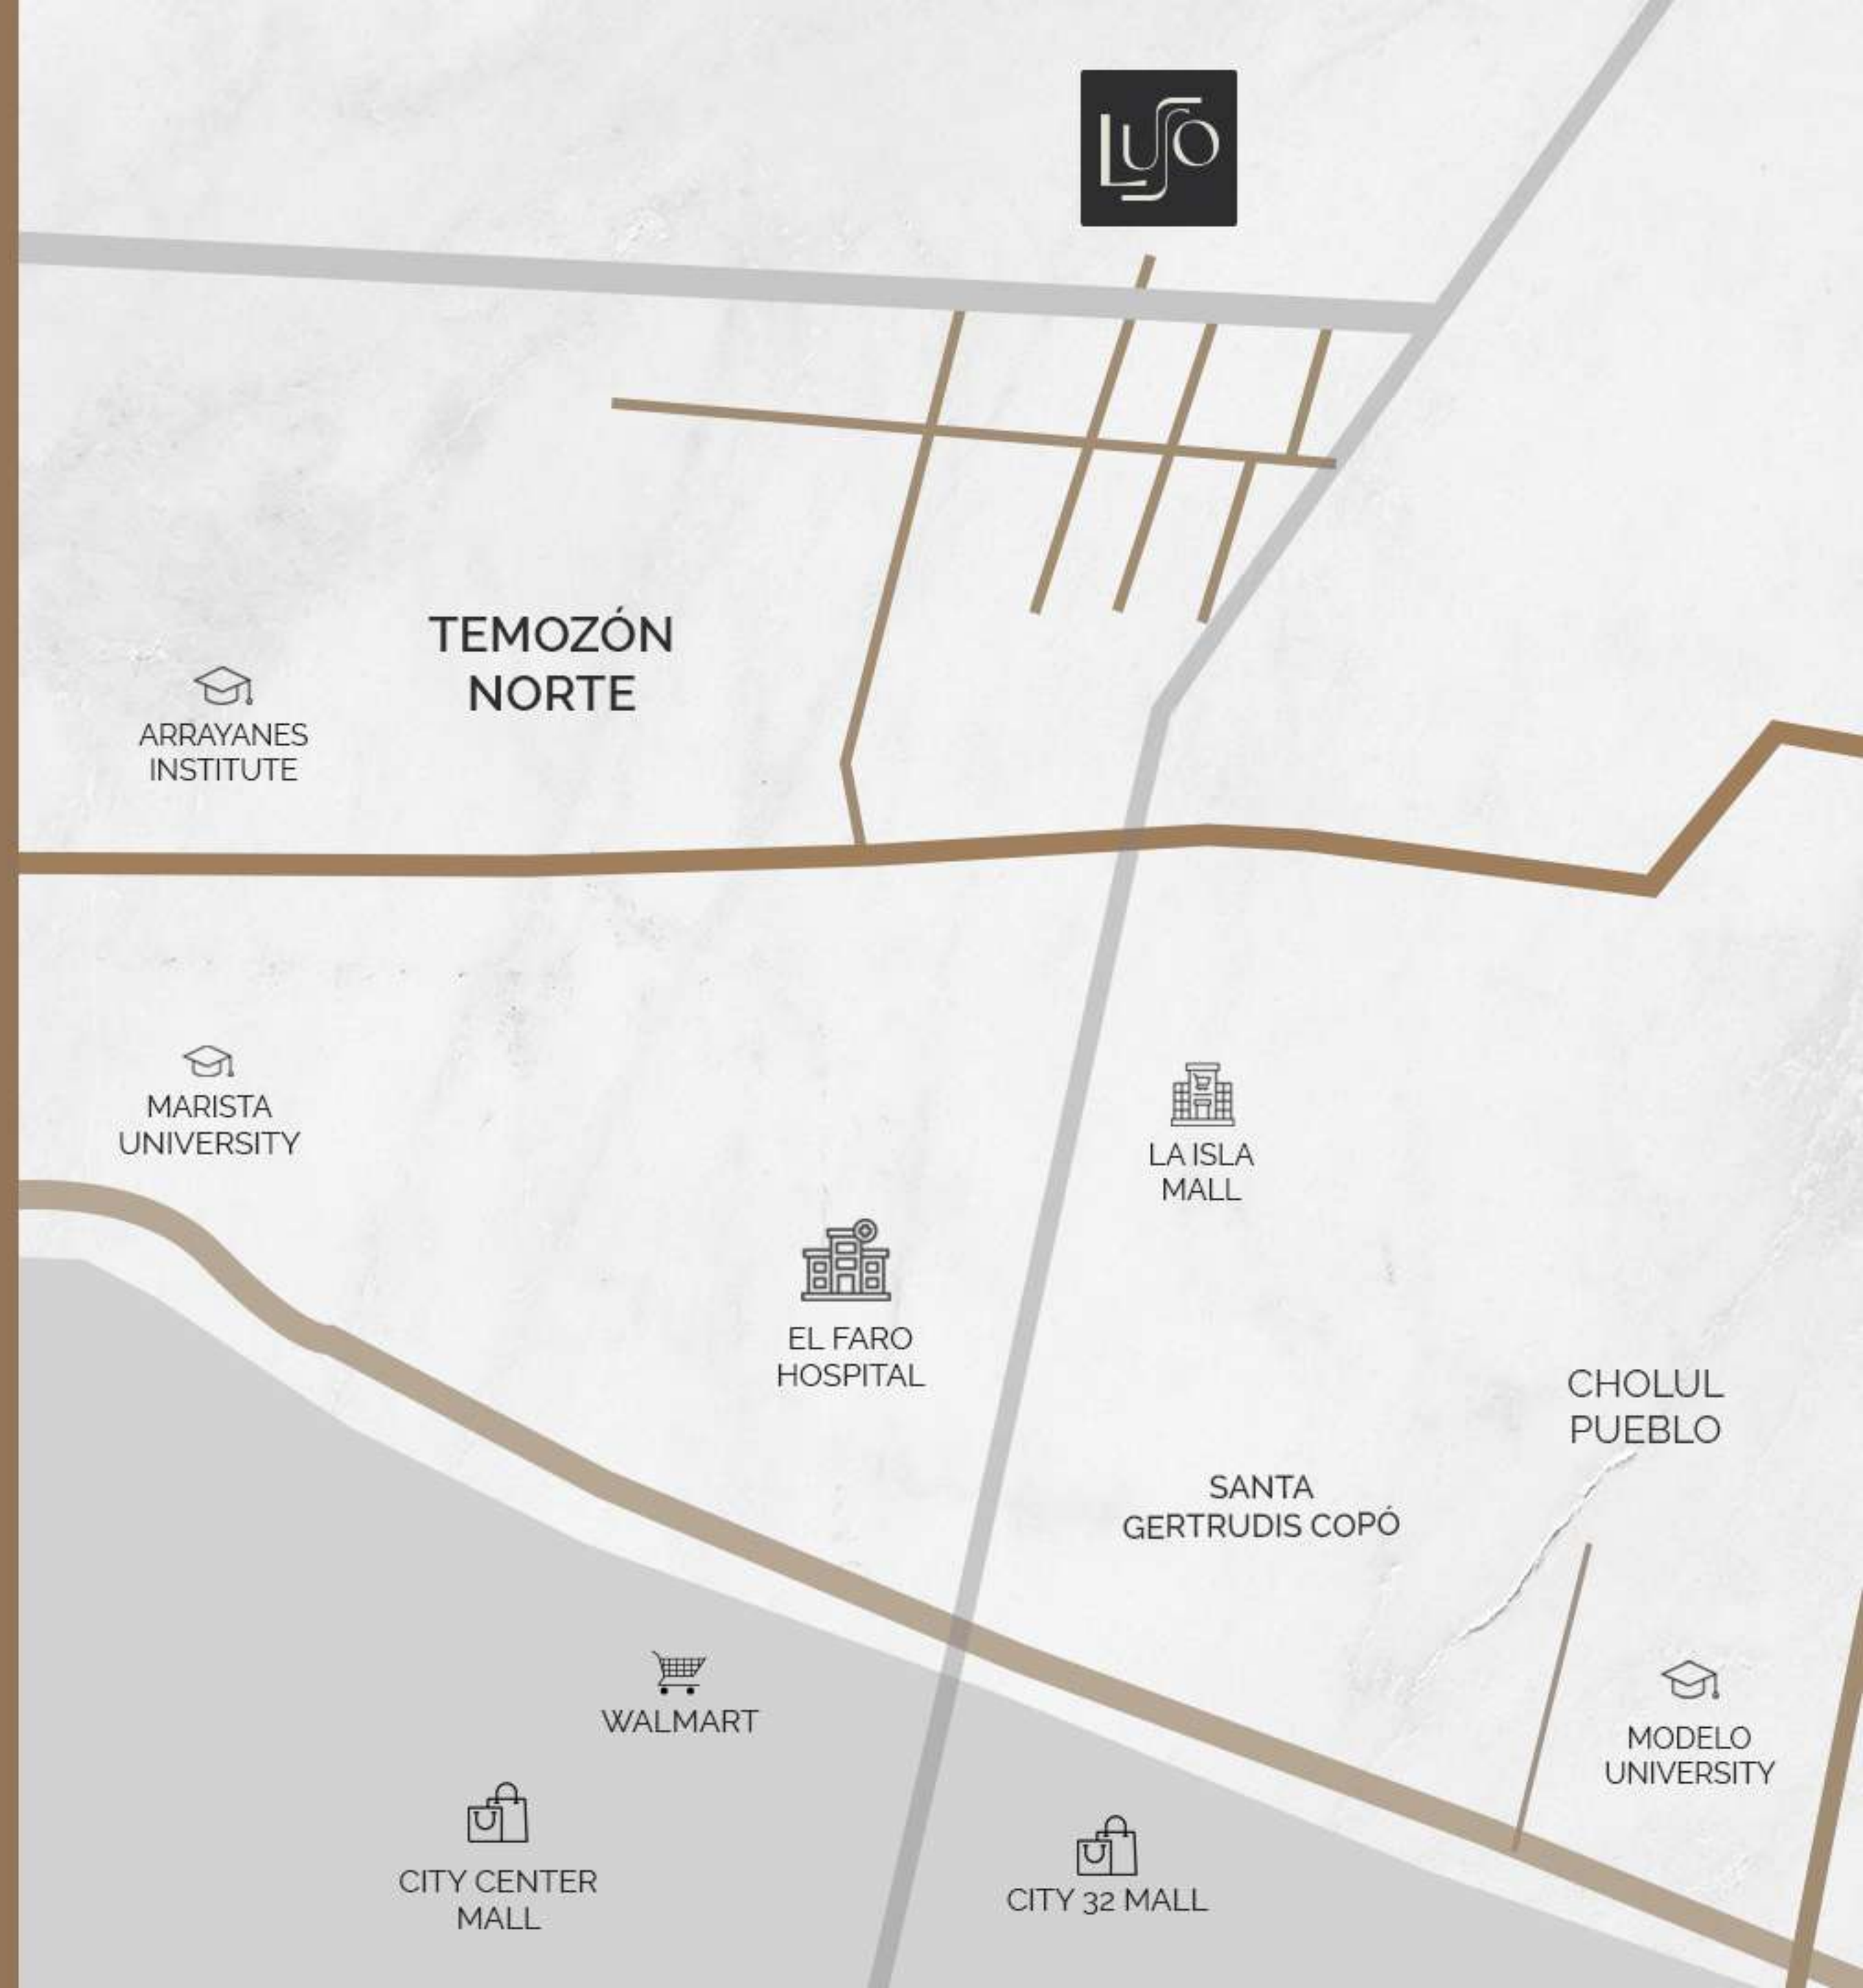 LUSO
TEMOZÓN
NORTE
ARRAYANES
INSTITUTE
MARISTA
UNIVERSITY
LA ISLA
MALL
EL FARO
HOSPITAL
CHOLUL
PUEBLO
SANTA
GERTRUDIS COPÓ
WALMART
MODELO
UNIVERSITY
CITY CENTER
MALL
CITY 32 MALL